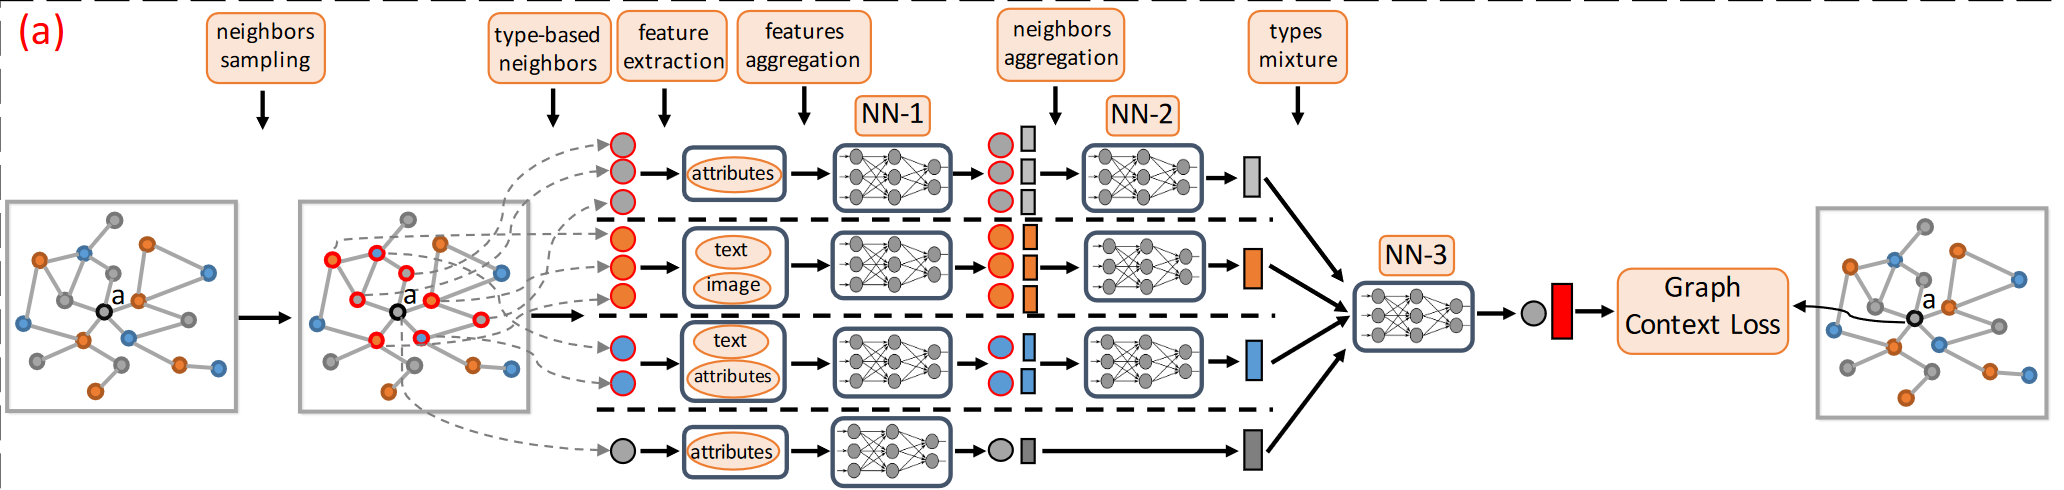 (a)
neighbors
sampling
type-based
neighbors
feature
extraction
features
aggregation
neighbors
aggregation
types
mixture
NN-1
NN-2
attributes
text
image
text
attributes
attributes
NN-3
Graph
Context Loss
a
a
a